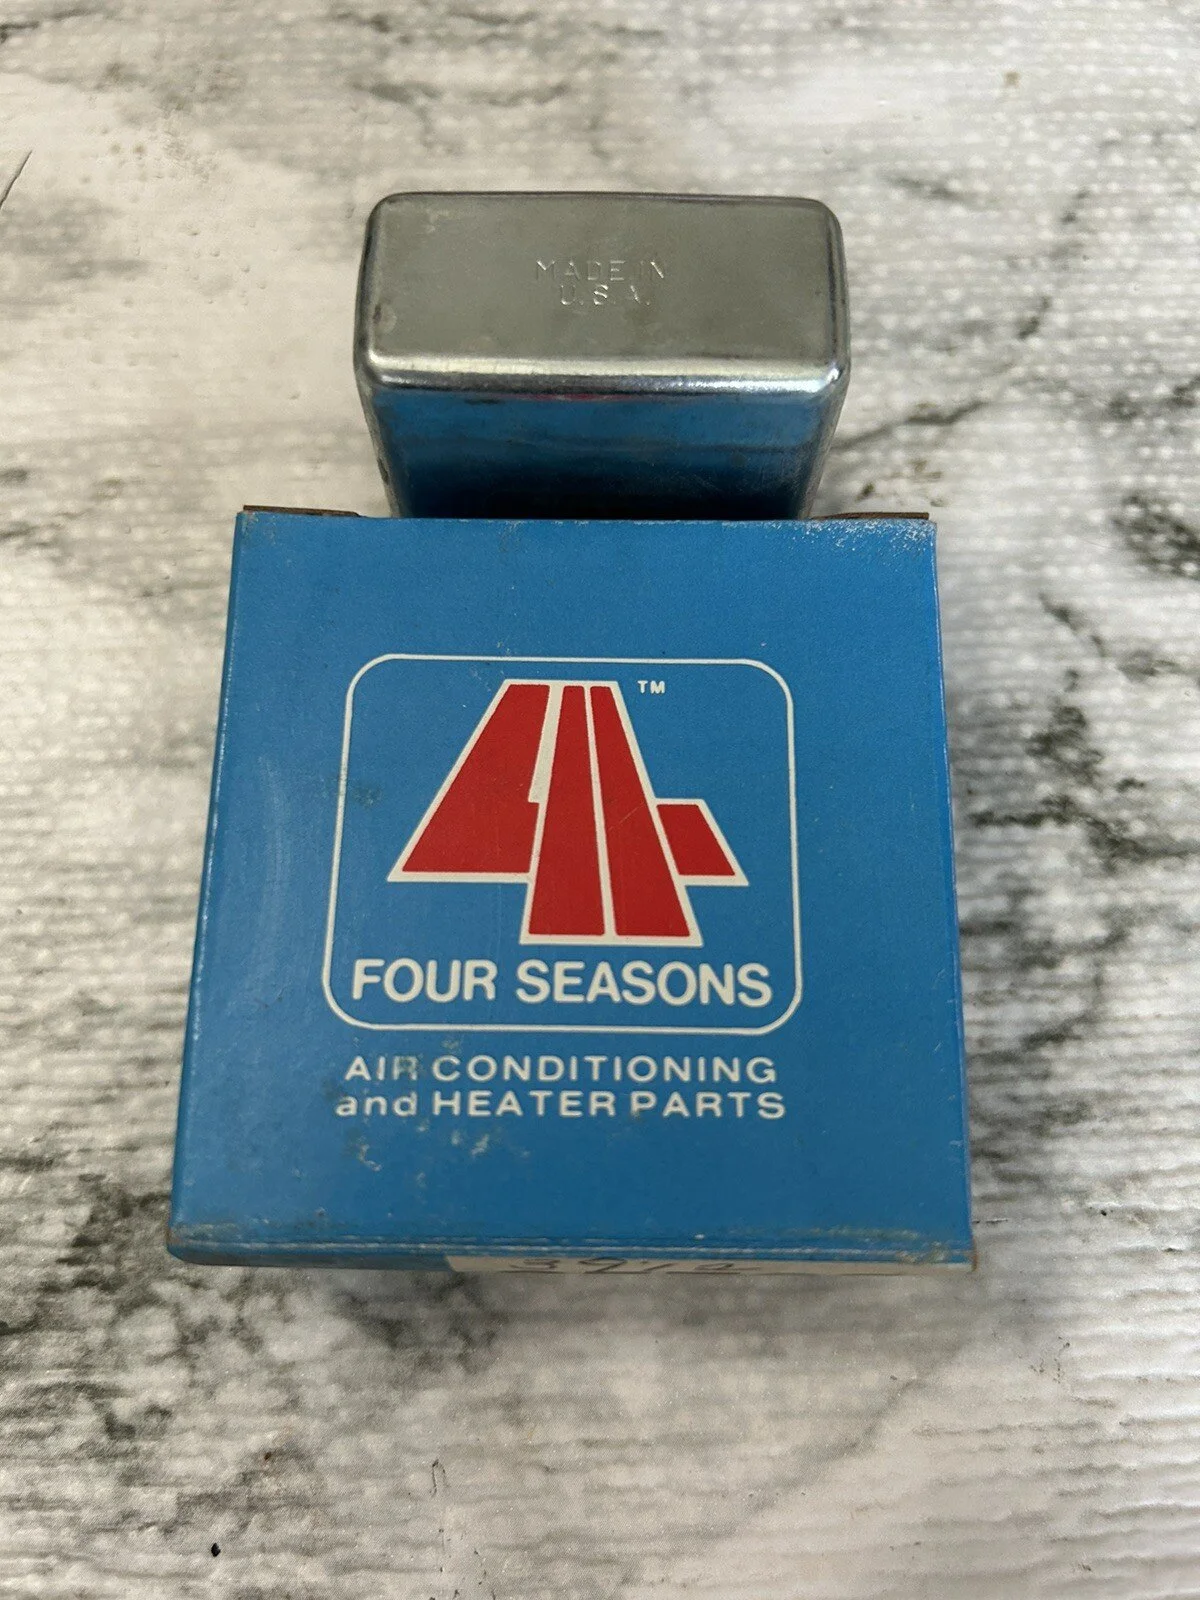 MADE IN
U.S.A.
TM
FOUR SEASONS
AIR CONDITIONING
and HEATER PARTS